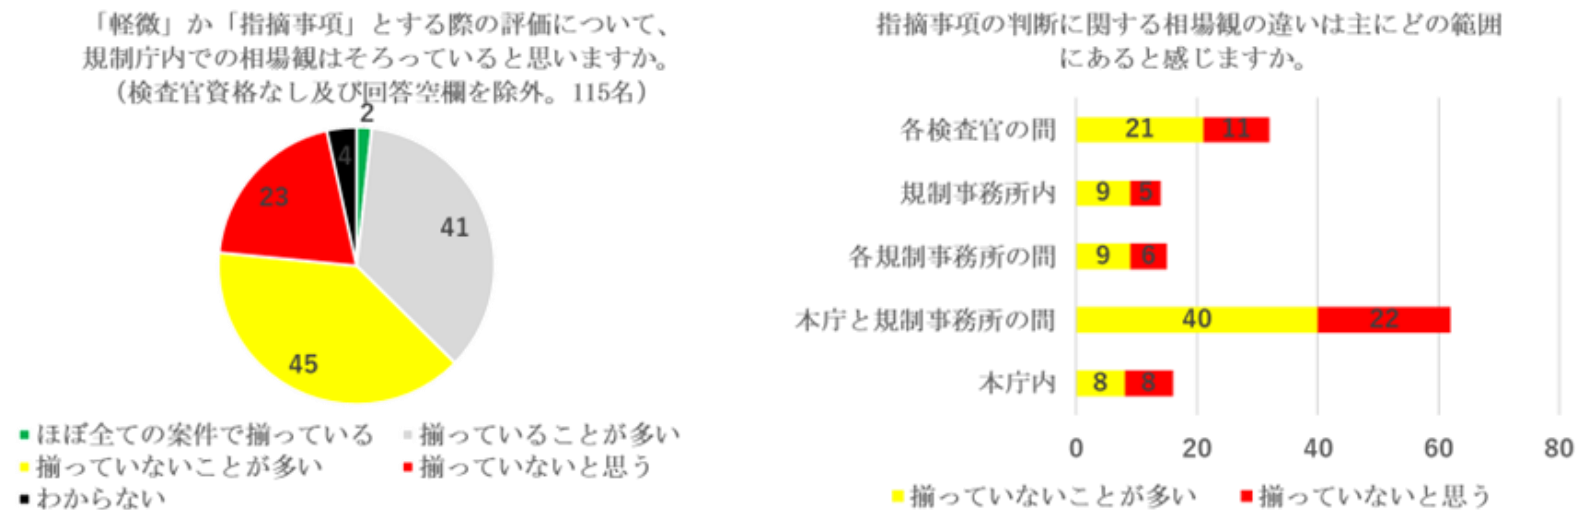 「軽微」か「指摘事項」とする際の評価について、
規制庁内での相場観はそろっていると思いますか。
（検査官資格なし及び回答空欄を除外。115名）
2
4
23
41
45
ほぼ全ての案件で揃っている
揃っていることが多い
揃っていないことが多い
揃っていないと思う
わからない
指摘事項の判断に関する相場観の違いは主にどの範囲
にあると感じますか。
各検査官の間 21 11
規制事務所内 9 5
各規制事務所の間 9 6
本庁と規制事務所の間 40 22
本庁内 8 8
0 20 40 60 80
揃っていないことが多い 揃っていないと思う